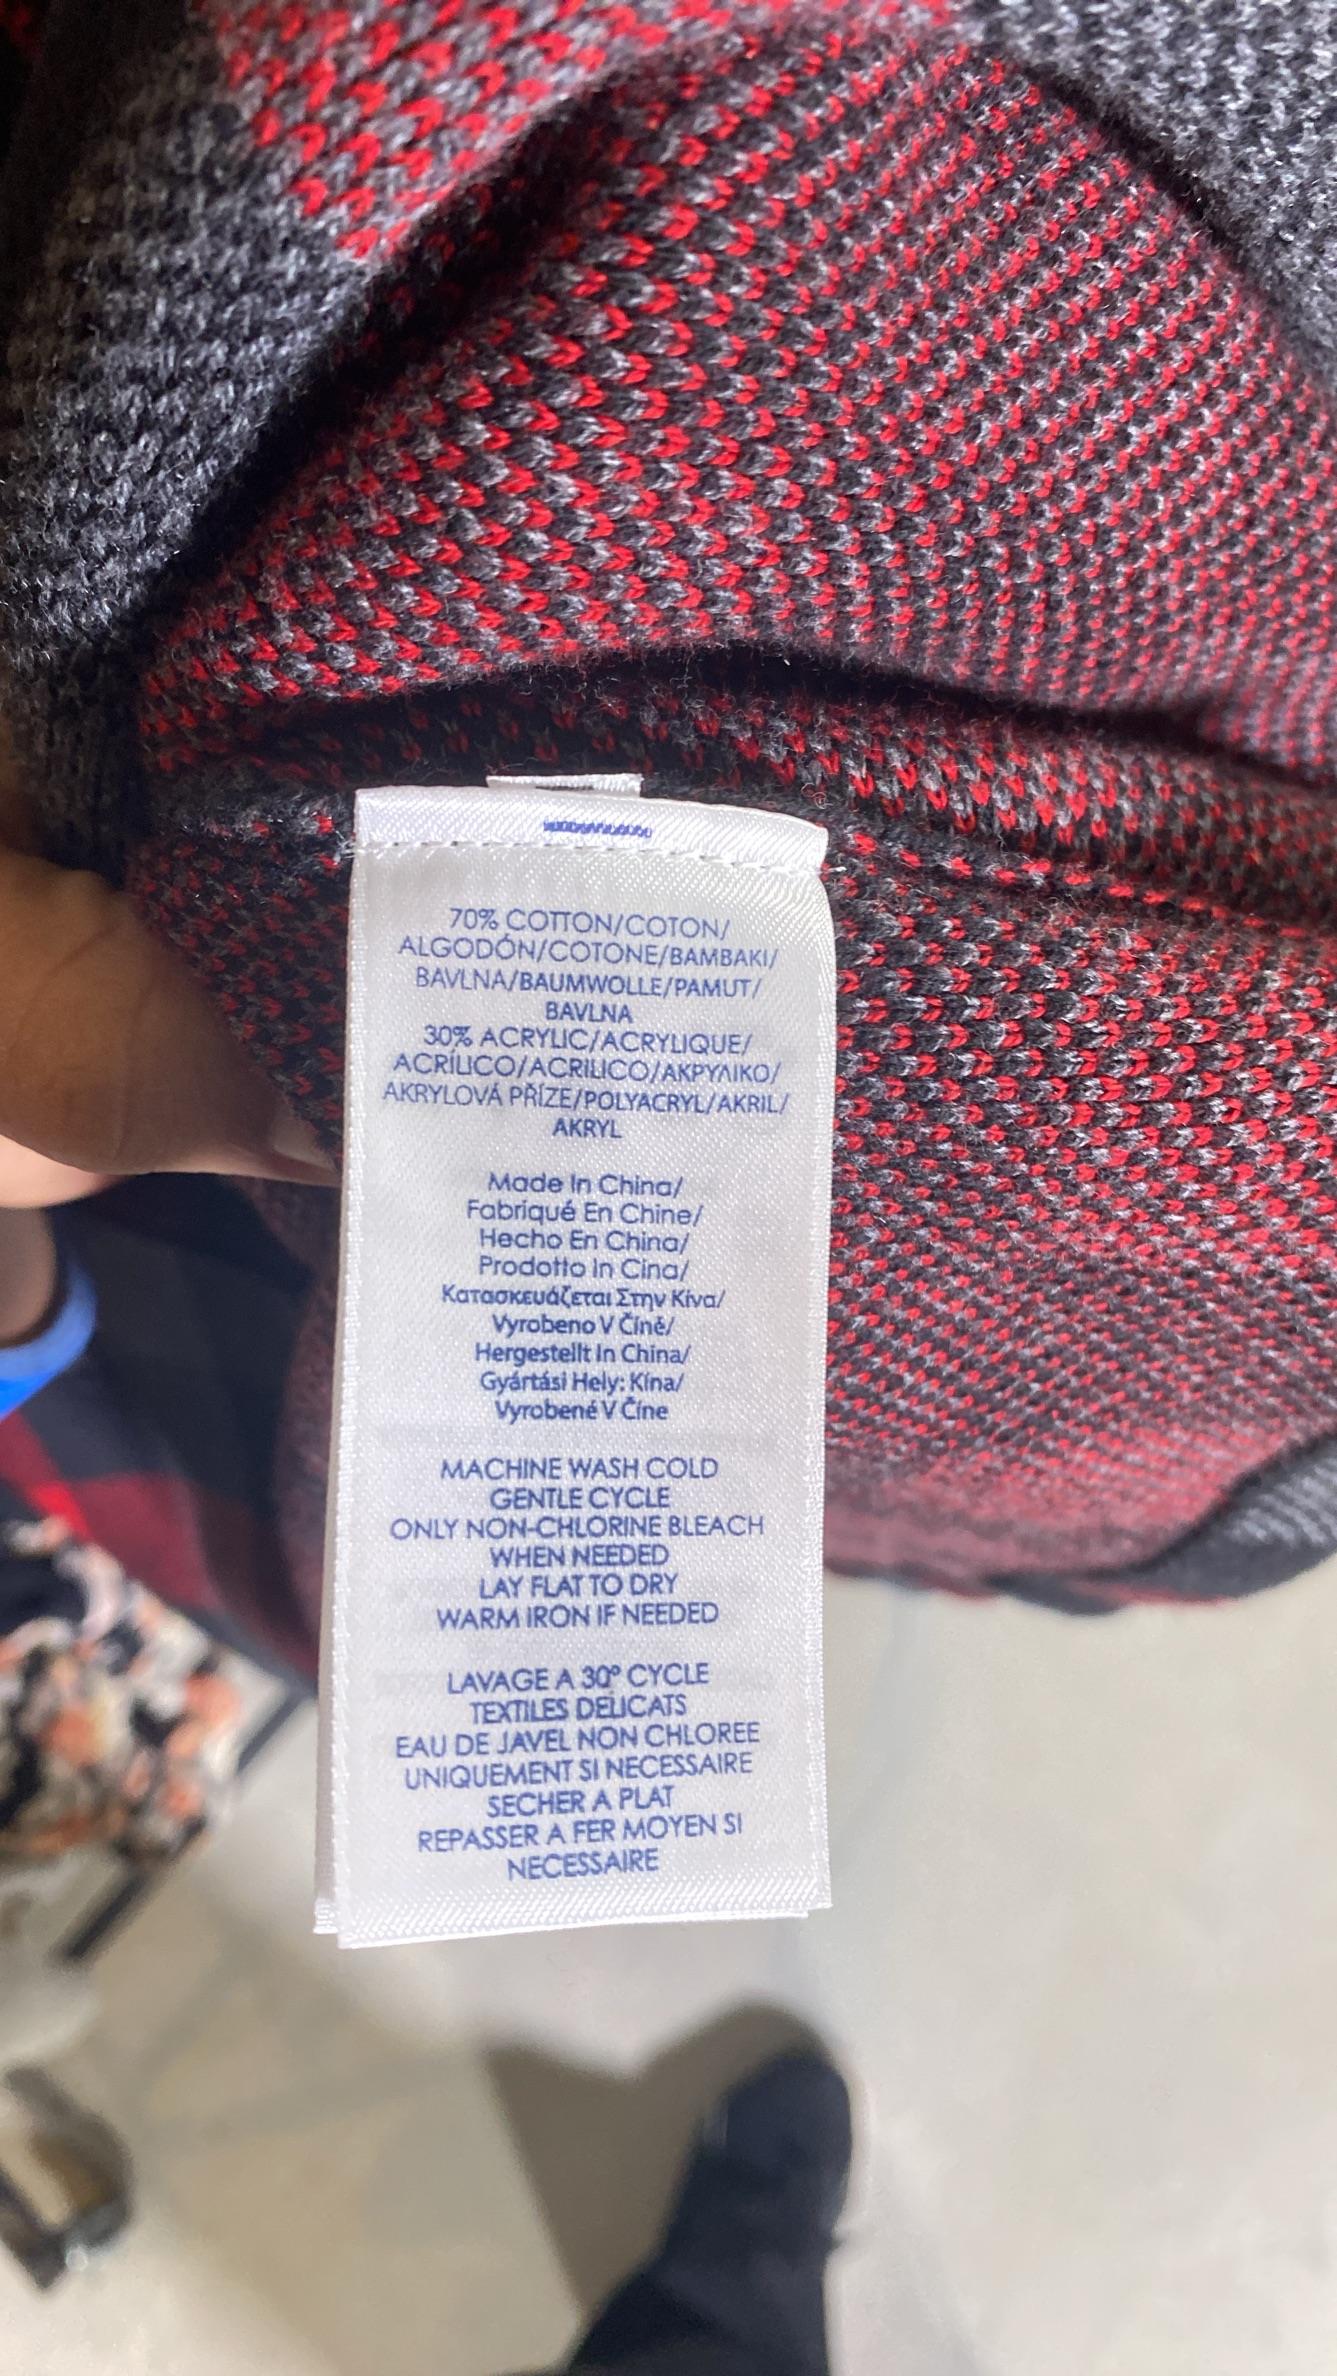 70% COTTON/COTON/
ALGODÓN/COTONE/BAMBAKI/
BAVLNA/BAUMWOLLE/PAMUT/
BAVLNA
30% ACRYLIC/ACRYLIQUE/
ACRÍLICO/ACRILICO/ΑΚΡΥΛΙΚΟ/
AKRYLOVÁ PŘÍZE/POLYACRYL/AKRIL/
AKRYL
Made In China/
Fabriqué En Chine/
Hecho En China/
Prodotto In Cina/
Κατασκευάζεται Στην Κίνα/
Vyrobeno V Číně/
Hergestellt In China/
Gyártási Hely: Kína/
Vyrobené V Číne
MACHINE WASH COLD
GENTLE CYCLE
ONLY NON-CHLORINE BLEACH
WHEN NEEDED
LAY FLAT TO DRY
WARM IRON IF NEEDED
LAVAGE A 30° CYCLE
TEXTILES DELICATS
EAU DE JAVEL NON CHLOREE
UNIQUEMENT SI NECESSAIRE
SECHER A PLAT
REPASSER A FER MOYEN SI
NECESSAIRE